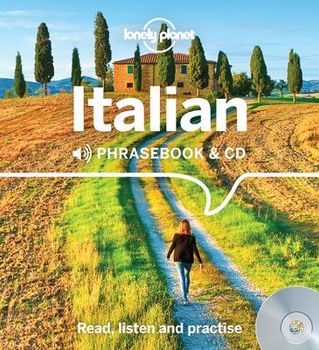 lonely planet
Italian
PHRASEBOOK & CD
Read, listen and practise